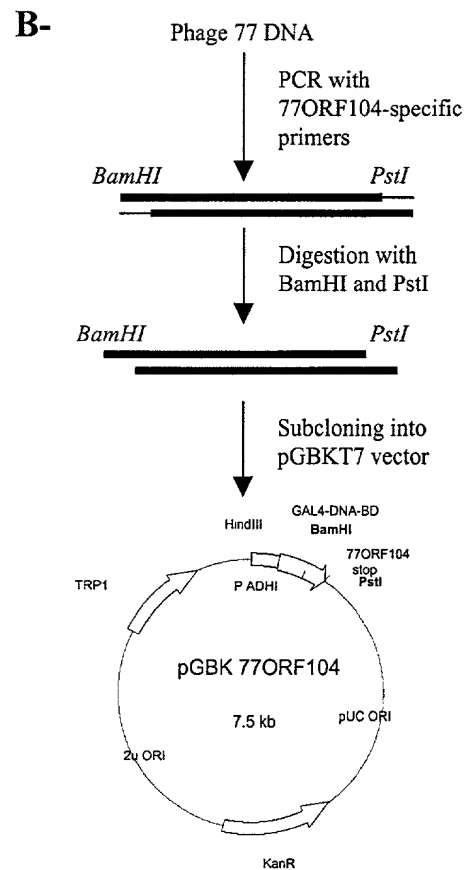 B-
Phage 77 DNA
PCR with
77ORF104-specific
primers
BamHI PstI
Digestion with
BamHI and PstI
BamHI PstI
Subcloning into
pGBKT7 vector
GAL4-DNA-BD
HindIII BamHI
77ORF104
stop
PstI
TRP1
P ADHI
pGBK 77ORF104
7.5 kb
pUC ORI
2u ORI
KanR